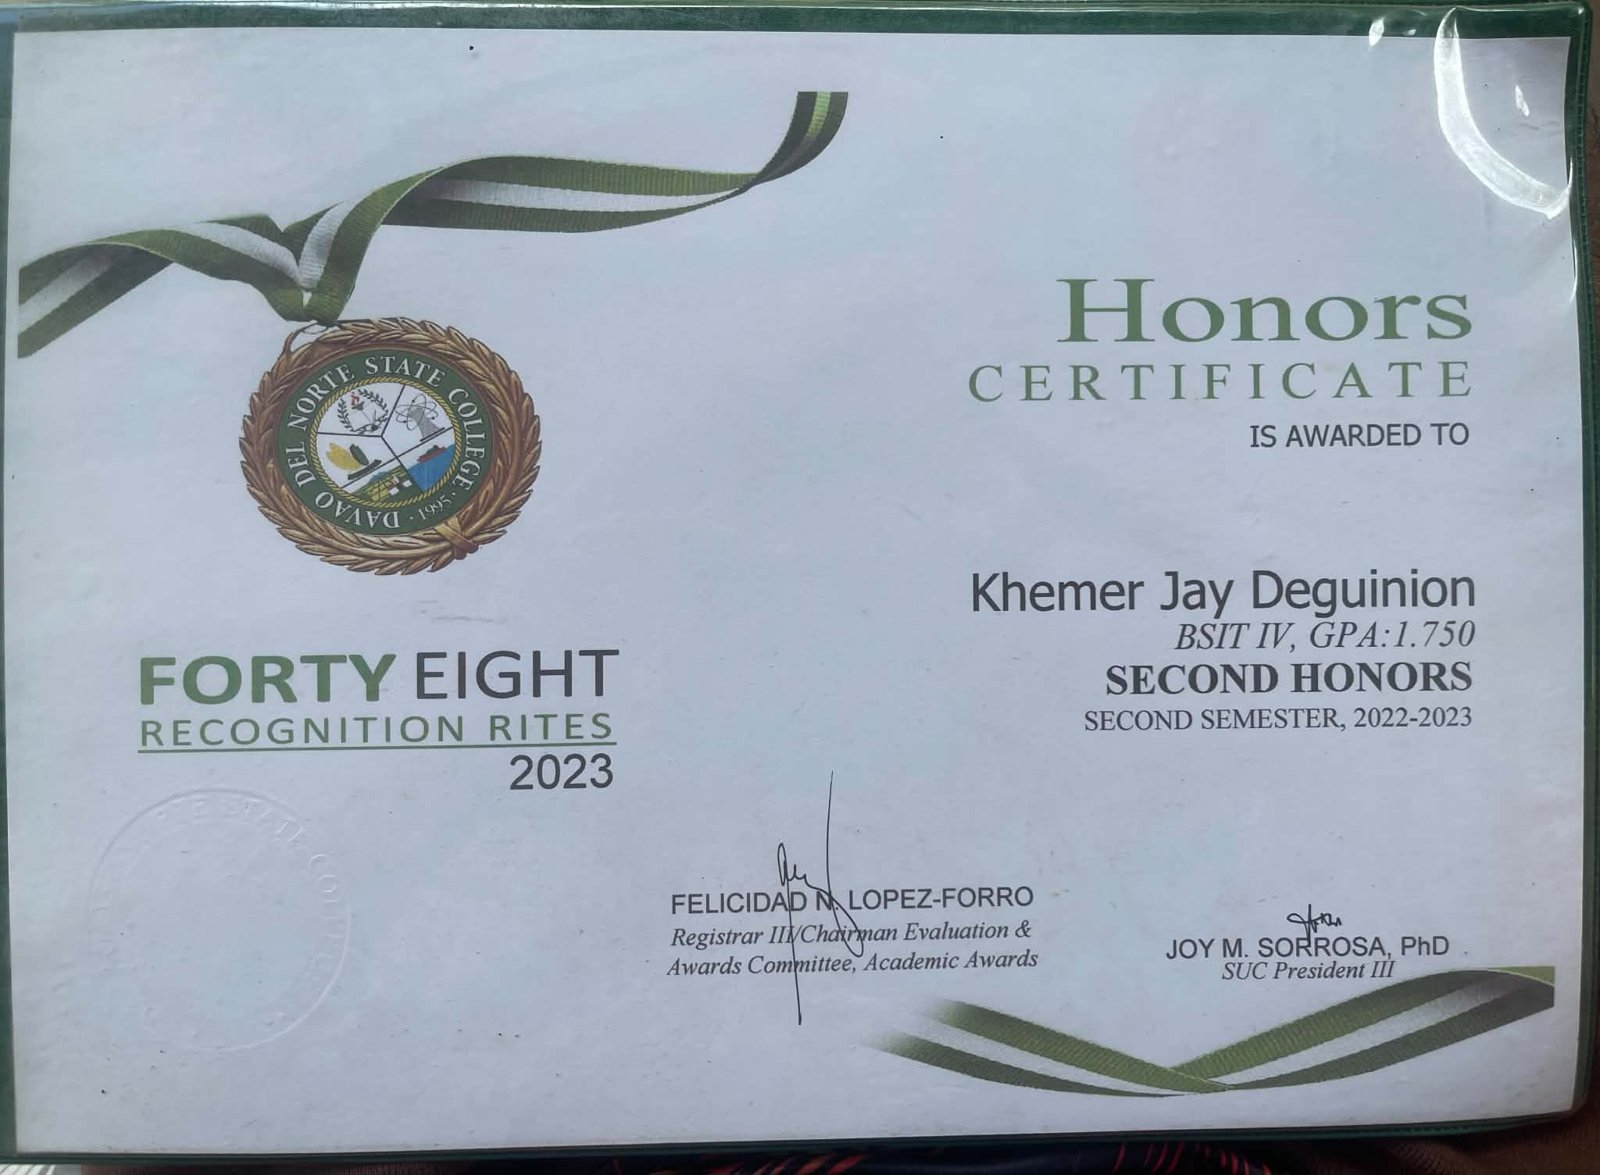 DAVAO DEL NORTE STATE COLLEGE
· 1995 ·
Honors
CERTIFICATE
IS AWARDED TO
Khemer Jay Deguinion
BSIT IV, GPA:1.750
SECOND HONORS
SECOND SEMESTER, 2022-2023
FORTY EIGHT
RECOGNITION RITES
2023
FELICIDAD N. LOPEZ-FORRO
Registrar III/Chairman Evaluation &
Awards Committee, Academic Awards
JOY M. SORROSA, PhD
SUC President III